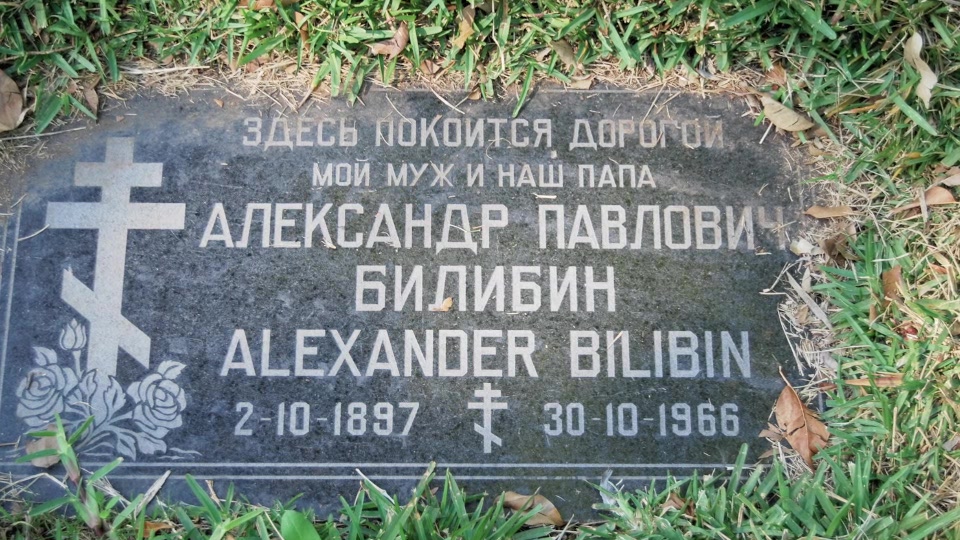 ЗДЕСЬ ПОКОИТСЯ ДОРОГОЙ
МОЙ МУЖ И НАШ ПАПА
АЛЕКСАНДР ПАВЛОВИЧ
БИЛИБИН
ALEXANDER BILIBIN
2-10-1897 30-10-1966